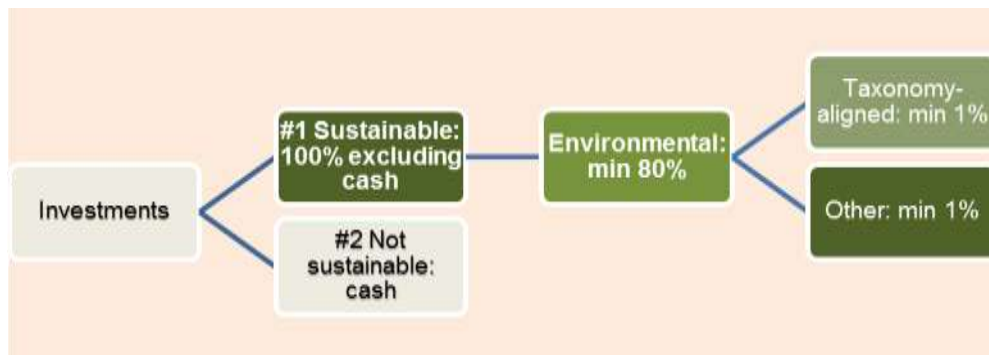 Investments
#1 Sustainable:
100% excluding
cash
#2 Not
sustainable:
cash
Environmental:
min 80%
Taxonomy-
aligned: min 1%
Other: min 1%